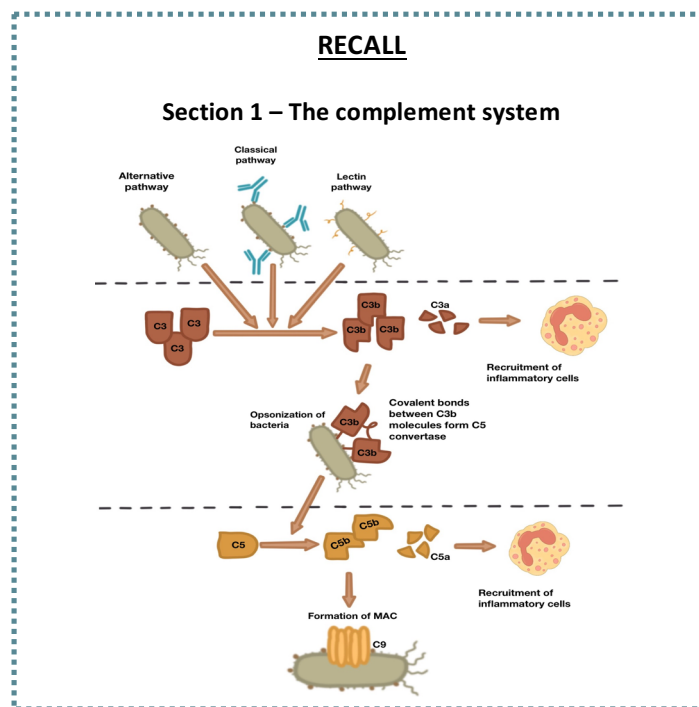 RECALL
Section 1 – The complement system
Classical
pathway
Alternative
pathway
Lectin
pathway
C3
C3
C3
C3b
C3b
C3b
C3a
Recruitment of
inflammatory cells
Opsonization of
bacteria
C3b
C3b
Covalent bonds
between C3b
molecules form C5
convertase
C5
C5b
C5b
C5a
Recruitment of
inflammatory cells
Formation of MAC
C9